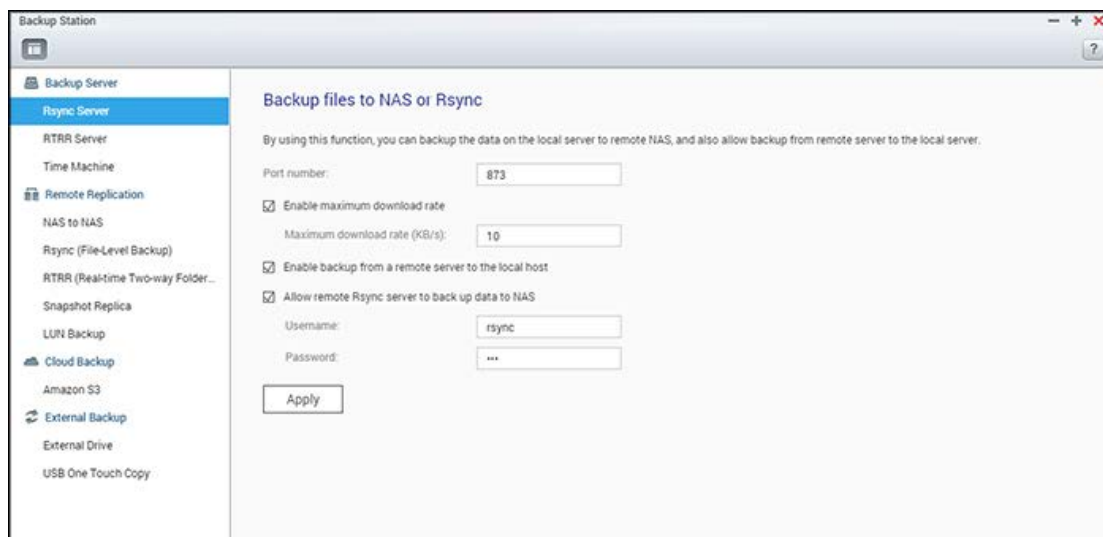 Backup Station
?
Backup Server
Rsync Server
RTRR Server
Time Machine
Remote Replication
NAS to NAS
Rsync (File-Level Backup)
RTRR (Real-time Two-way Folder...
Snapshot Replica
LUN Backup
Cloud Backup
Amazon S3
External Backup
External Drive
USB One Touch Copy
Backup files to NAS or Rsync
By using this function, you can backup the data on the local server to remote NAS, and also allow backup from remote server to the local server.
Port number: 873
Enable maximum download rate
Maximum download rate (KB/s): 10
Enable backup from a remote server to the local host
Allow remote Rsync server to back up data to NAS
Username: rsync
Password: •••
Apply